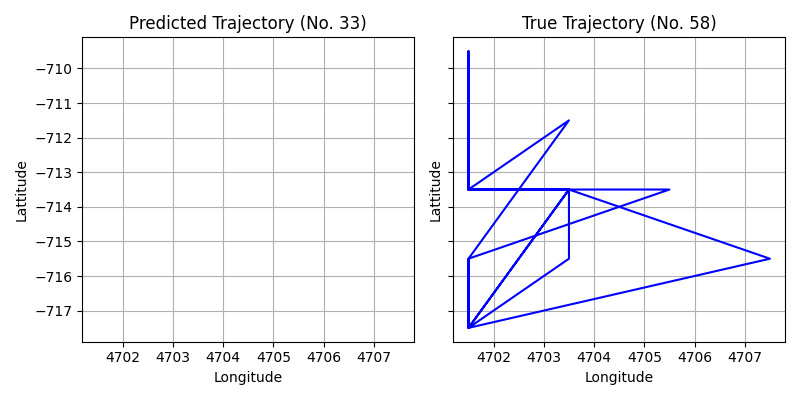 Predicted Trajectory (No. 33)
True Trajectory (No. 58)
Lattitude
−710
−711
−712
−713
−714
−715
−716
−717
4702 4703 4704 4705 4706 4707
Longitude
Lattitude
4702 4703 4704 4705 4706 4707
Longitude